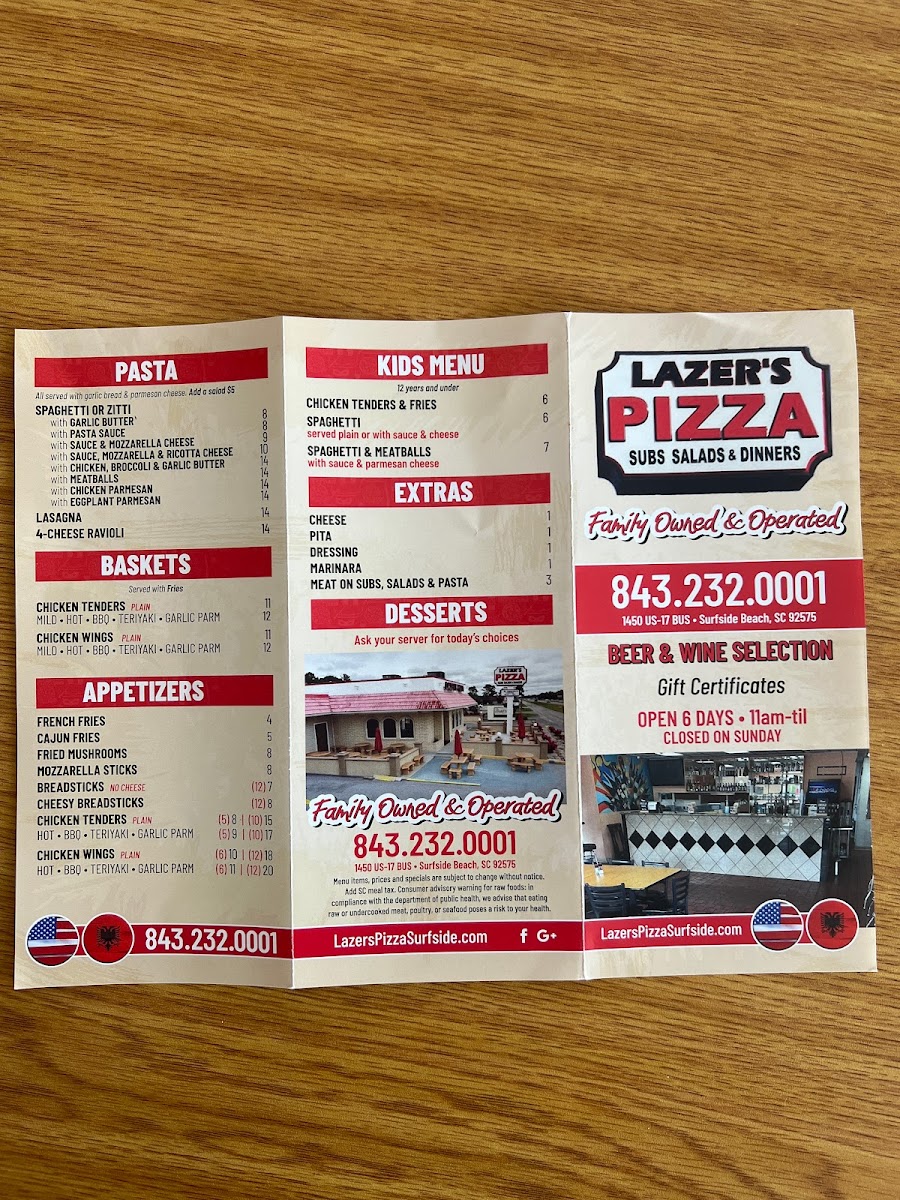 PASTA
All served with garlic bread & parmesan cheese. Add a salad $5
SPAGHETTI OR ZITTI
with GARLIC BUTTER 8
with PASTA SAUCE 8
with SAUCE & MOZZARELLA CHEESE 9
with SAUCE, MOZZARELLA & RICOTTA CHEESE 10
with CHICKEN, BROCCOLI & GARLIC BUTTER 14
with MEATBALLS 14
with CHICKEN PARMESAN 14
with EGGPLANT PARMESAN 14
LASAGNA 14
4-CHEESE RAVIOLI 14
BASKETS
Served with Fries
CHICKEN TENDERS PLAIN 11
MILD • HOT • BBQ • TERIYAKI • GARLIC PARM 12
CHICKEN WINGS PLAIN 11
MILD • HOT • BBQ • TERIYAKI • GARLIC PARM 12
APPETIZERS
FRENCH FRIES 4
CAJUN FRIES 5
FRIED MUSHROOMS 8
MOZZARELLA STICKS 8
BREADSTICKS NO CHEESE (12) 7
CHEESY BREADSTICKS (12) 8
CHICKEN TENDERS PLAIN (5) 8 | (10) 15
HOT • BBQ • TERIYAKI • GARLIC PARM (5) 9 | (10) 17
CHICKEN WINGS PLAIN (6) 10 | (12) 18
HOT • BBQ • TERIYAKI • GARLIC PARM (6) 11 | (12) 20
843.232.0001
KIDS MENU
12 years and under
CHICKEN TENDERS & FRIES 6
SPAGHETTI 6
served plain or with sauce & cheese
SPAGHETTI & MEATBALLS 7
with sauce & parmesan cheese
EXTRAS
CHEESE 1
PITA 1
DRESSING 1
MARINARA 1
MEAT ON SUBS, SALADS & PASTA 3
DESSERTS
Ask your server for today's choices
LAZER'S
PIZZA
Family Owned & Operated
843.232.0001
1450 US-17 BUS • Surfside Beach, SC 92575
Menu items, prices and specials are subject to change without notice.
Add SC meal tax. Consumer advisory warning for raw foods: in
compliance with the department of public health, we advise that eating
raw or undercooked meat, poultry, or seafood poses a risk to your health.
LazersPizzaSurfside.com f G+
LAZER'S
PIZZA
SUBS SALADS & DINNERS
Family Owned & Operated
843.232.0001
1450 US-17 BUS • Surfside Beach, SC 92575
BEER & WINE SELECTION
Gift Certificates
OPEN 6 DAYS • 11am-til
CLOSED ON SUNDAY
LazersPizzaSurfside.com